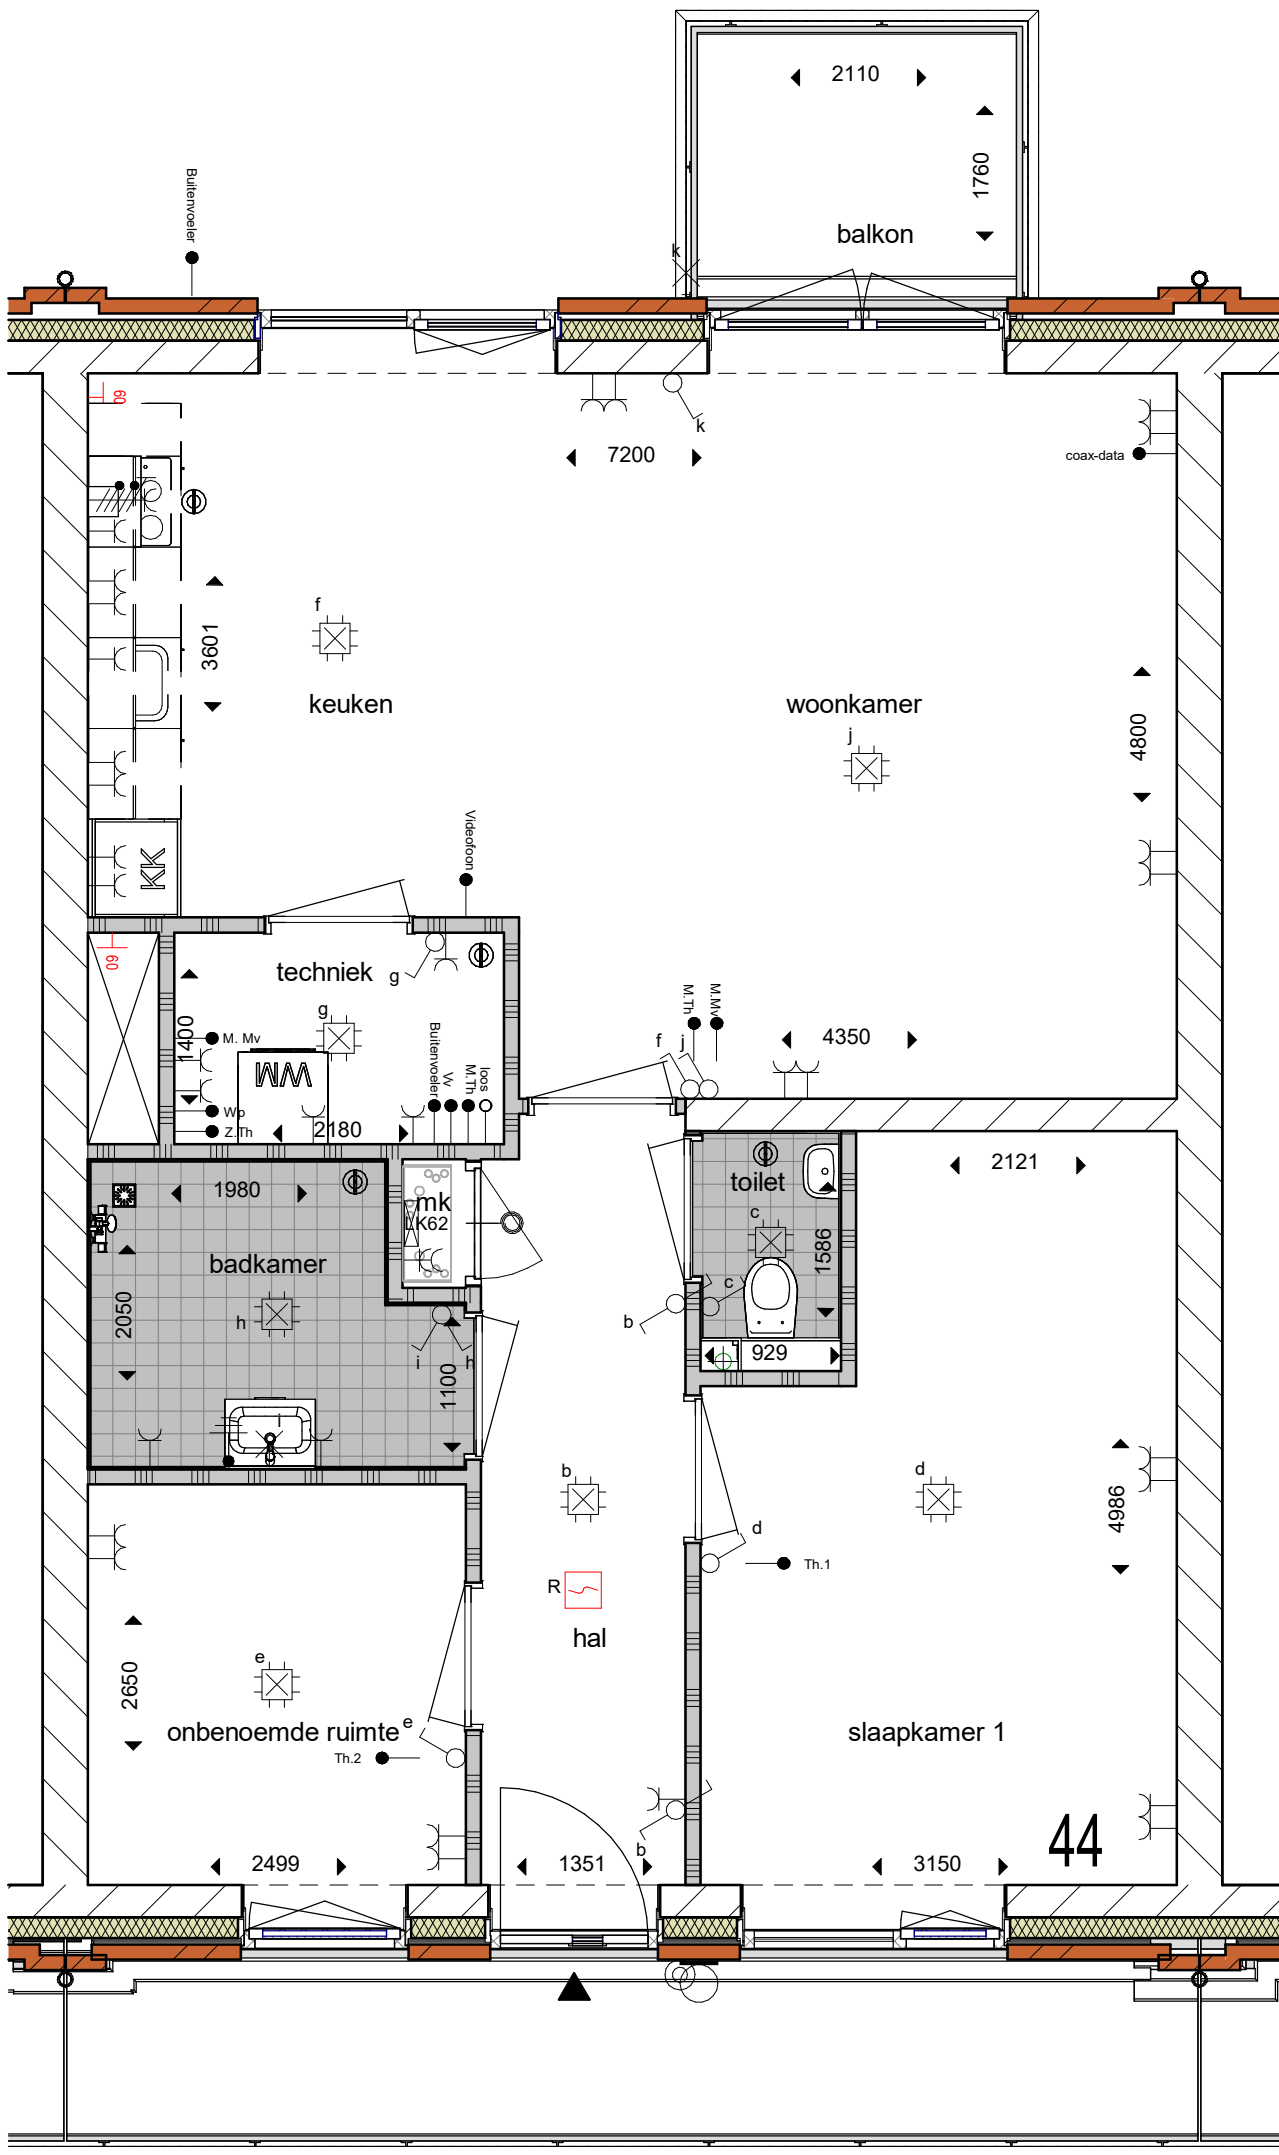 2110
1760
balkon
Buitenvoeler
k
60
k
7200
coax-data
f
3601
keuken
woonkamer
j
4800
Videofoon
KK
60
techniek
g
g
1400
M. Mv
WM
Buitenvoeler
Vv
M.Th
loos
M.Th
M.Mv
f
j
4350
Wp
Z.Th
2180
1980
mk
LK62
toilet
c
2121
1586
badkamer
2050
h
i
h
1100
b
c
929
i
b
d
4986
d
Th.1
R
hal
2650
e
onbenoemde ruimte
e
Th.2
slaapkamer 1
44
2499
1351
b
3150